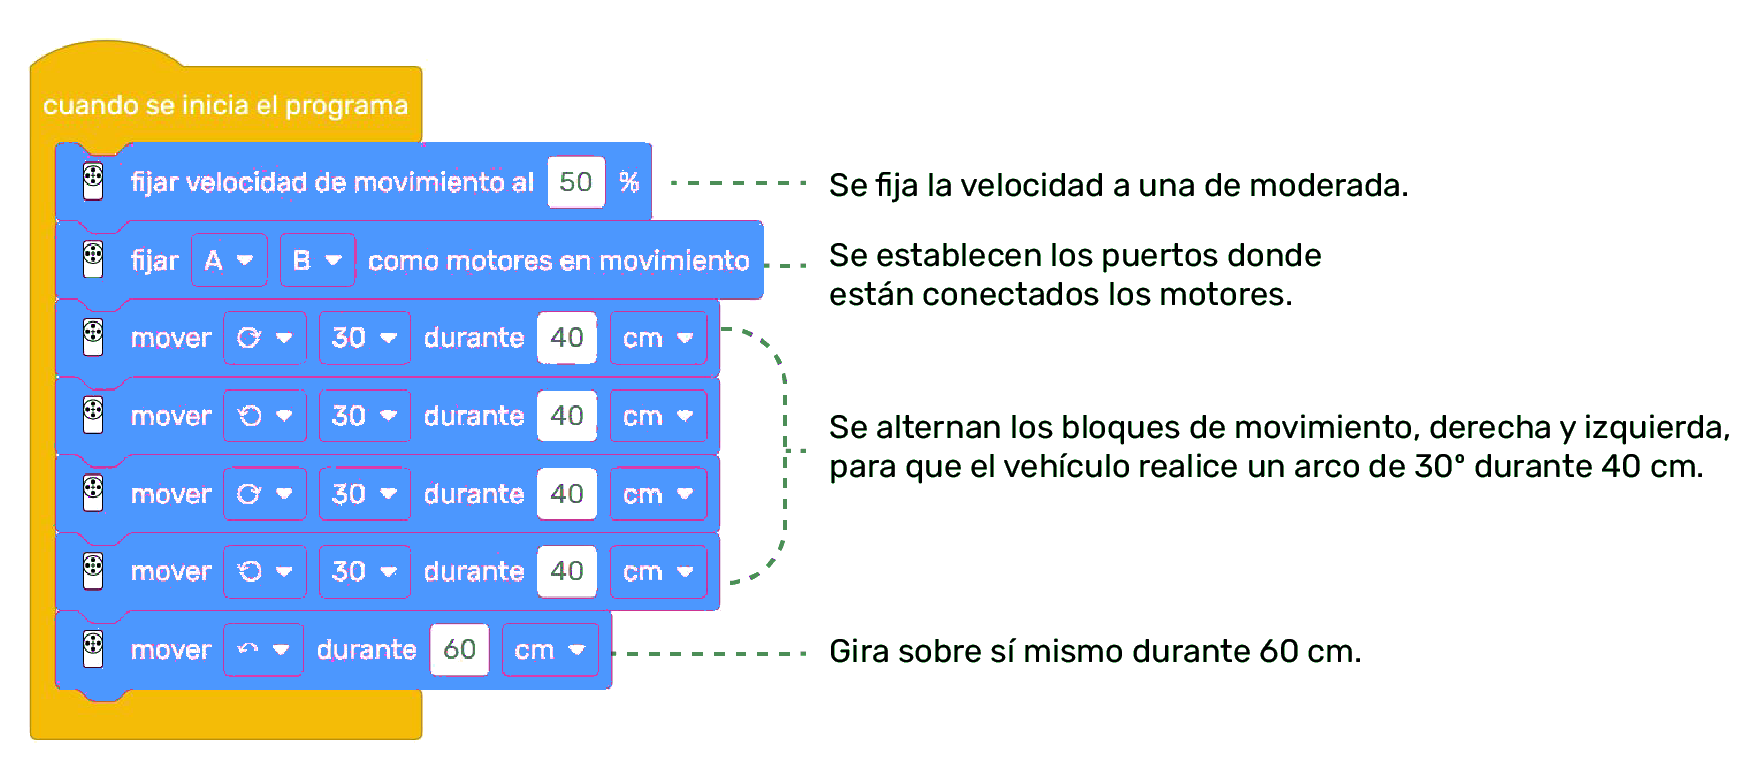 cuando se inicia el programa
fijar velocidad de movimiento al 50 %
Se fija la velocidad a una de moderada.
fijar A B como motores en movimiento
Se establecen los puertos donde
están conectados los motores.
mover 30 durante 40 cm
mover 30 durante 40 cm
Se alternan los bloques de movimiento, derecha y izquierda,
para que el vehículo realice un arco de 30º durante 40 cm.
mover 30 durante 40 cm
mover 30 durante 40 cm
mover durante 60 cm
Gira sobre sí mismo durante 60 cm.